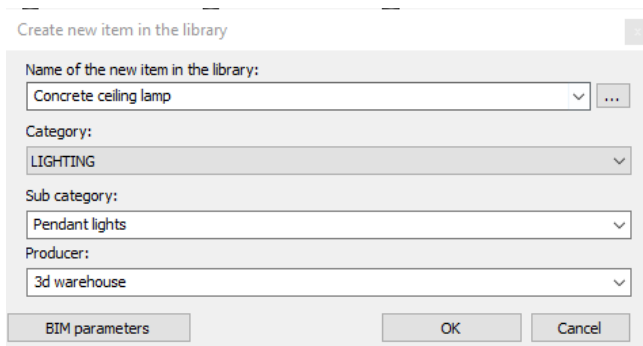 Create new item in the library
Name of the new item in the library:
Concrete ceiling lamp
...
Category:
LIGHTING
Sub category:
Pendant lights
Producer:
3d warehouse
BIM parameters
OK
Cancel